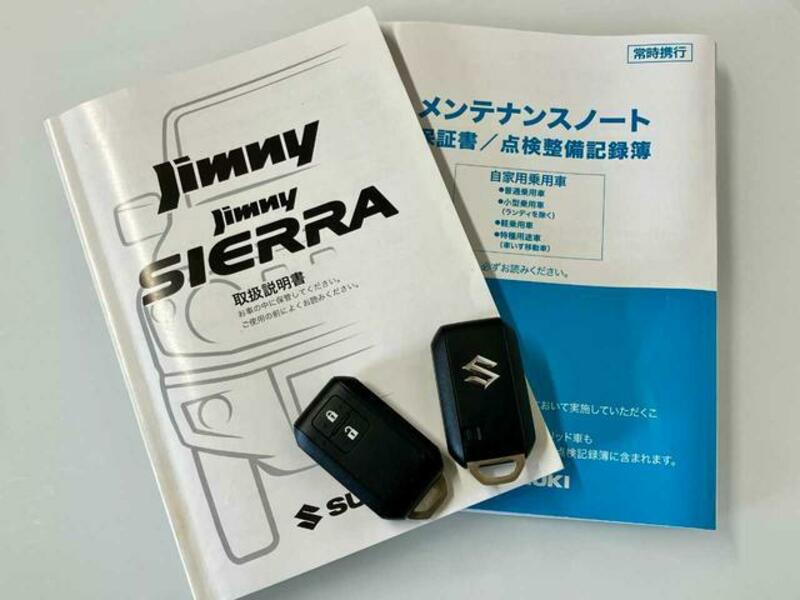 Jimny
Jimny
SIERRA
取扱説明書
お車の中に保管してください。
ご使用の前によくお読みください。
常時携行
メンテナンスノート
保証書／点検整備記録簿
自家用乗用車
●普通乗用車
●小型乗用車
(ランディを除く)
●軽乗用車
●特種用途車
(車いす移動車)
必ずお読みください。
において実施していただくこ
リッド車も
点検記録簿に含まれます。